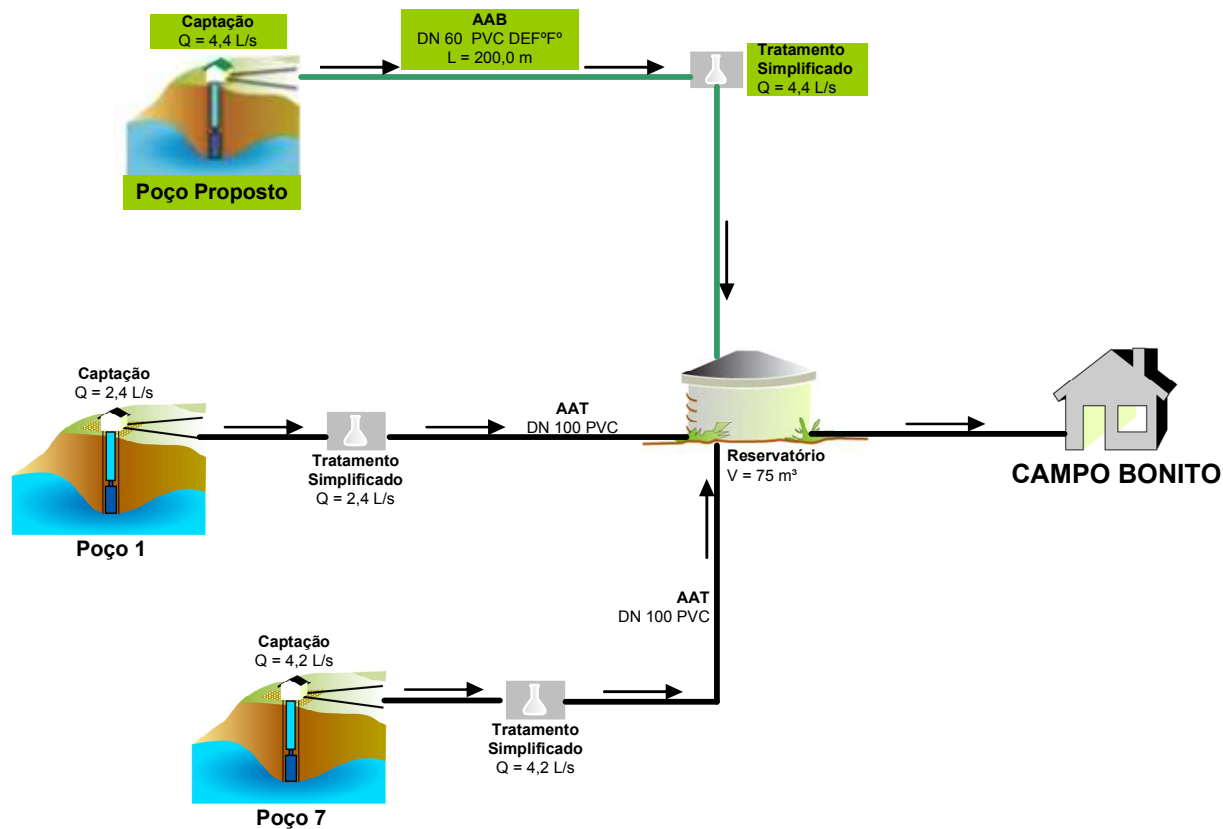 Captação
Q = 4,4 L/s
AAB
DN 60 PVC DEFºFº
L = 200,0 m
Tratamento
Simplificado
Q = 4,4 L/s
Poço Proposto
Captação
Q = 2,4 L/s
Tratamento
Simplificado
Q = 2,4 L/s
AAT
DN 100 PVC
Poço 1
Reservatório
V = 75 m³
CAMPO BONITO
AAT
DN 100 PVC
Captação
Q = 4,2 L/s
Tratamento
Simplificado
Q = 4,2 L/s
Poço 7